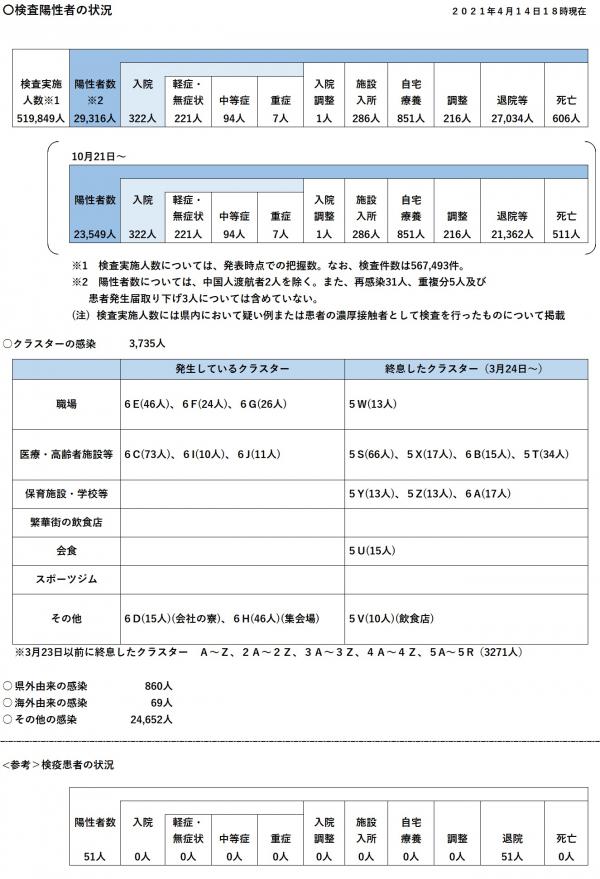 ○検査陽性者の状況
２０２１年４月１４日１８時現在
検査実施人数※1 陽性者数※2 入院 軽症・無症状 中等症 重症 入院調整 施設入所 自宅療養 調整 退院等 死亡
519,849人 29,316人 322人 221人 94人 7人 1人 286人 851人 216人 27,034人 606人
10月21日～
陽性者数 入院 軽症・無症状 中等症 重症 入院調整 施設入所 自宅療養 調整 退院等 死亡
23,549人 322人 221人 94人 7人 1人 286人 851人 216人 21,362人 511人
※1　検査実施人数については、発表時点での把握数。なお、検査件数は567,493件。
※2　陽性者数については、中国人渡航者2人を除く。また、再感染31人、重複分5人及び
患者発生届取り下げ3人については含めていない。
（注）検査実施人数には県内において疑い例または患者の濃厚接触者として検査を行ったものについて掲載
○クラスターの感染　3,735人
発生しているクラスター 終息したクラスター（3月24日～）
職場 ６E(46人)、６F(24人)、６G(26人) ５W(13人)
医療・高齢者施設等 ６C(73人)、６I(10人)、６J(11人) ５S(66人)、５X(17人)、６B(15人)、５T(34人)
保育施設・学校等 ５Y(13人)、５Z(13人)、６A(17人)
繁華街の飲食店
会食 ５U(15人)
スポーツジム
その他 ６D(15人)(会社の寮)、６H(46人)(集会場) ５V(10人)(飲食店)
※3月23日以前に終息したクラスター　A～Z、２A～２Z、３A～３Z、４A～４Z、５A～５R（3271人）
○ 県外由来の感染 860人
○ 海外由来の感染 69人
○ その他の感染 24,652人
<参考＞検疫患者の状況
陽性者数 入院 軽症・無症状 中等症 重症 入院調整 施設入所 自宅療養 調整 退院 死亡
51人 0人 0人 0人 0人 0人 0人 0人 0人 51人 0人